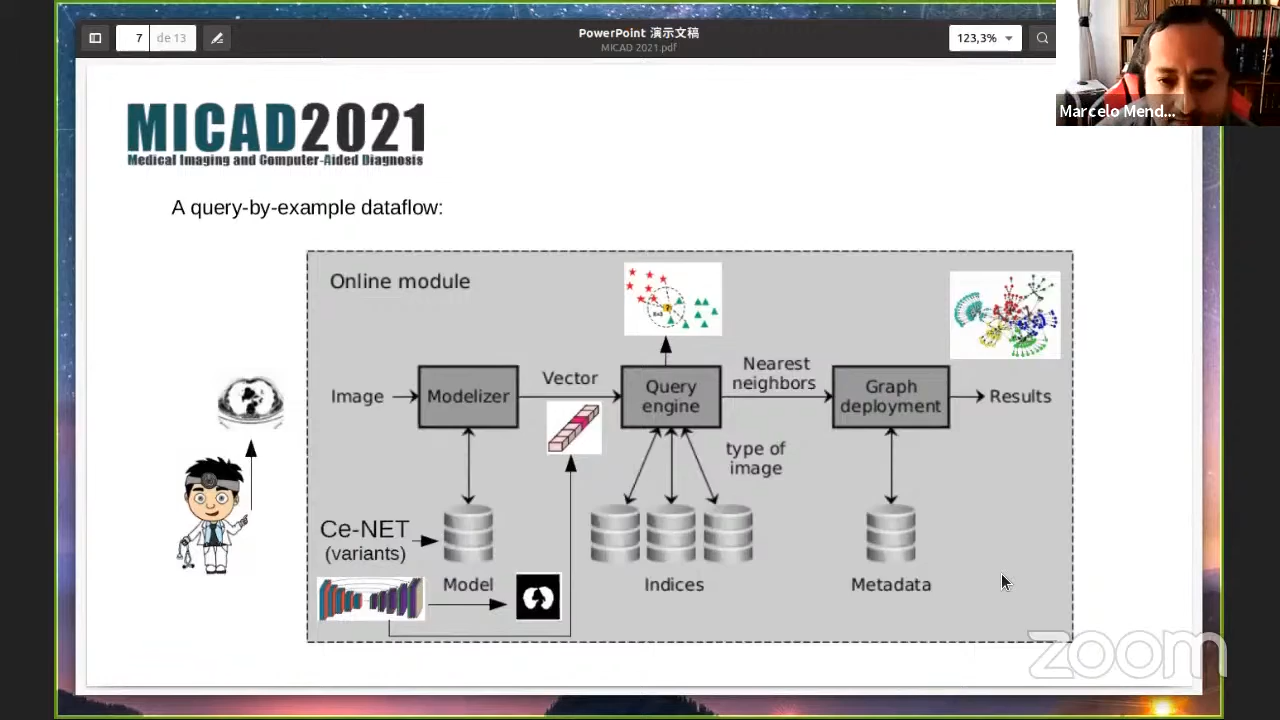 7 de 13
PowerPoint 演示文稿
MICAD 2021.pdf
123,3%
Marcelo Mend...
MICAD2021
Medical Imaging and Computer-Aided Diagnosis
A query-by-example dataflow:
Online module
Image
Modelizer
Vector
Query
engine
Nearest
neighbors
Graph
deployment
Results
type of
image
Ce-NET
(variants)
Model
Indices
Metadata
zoom